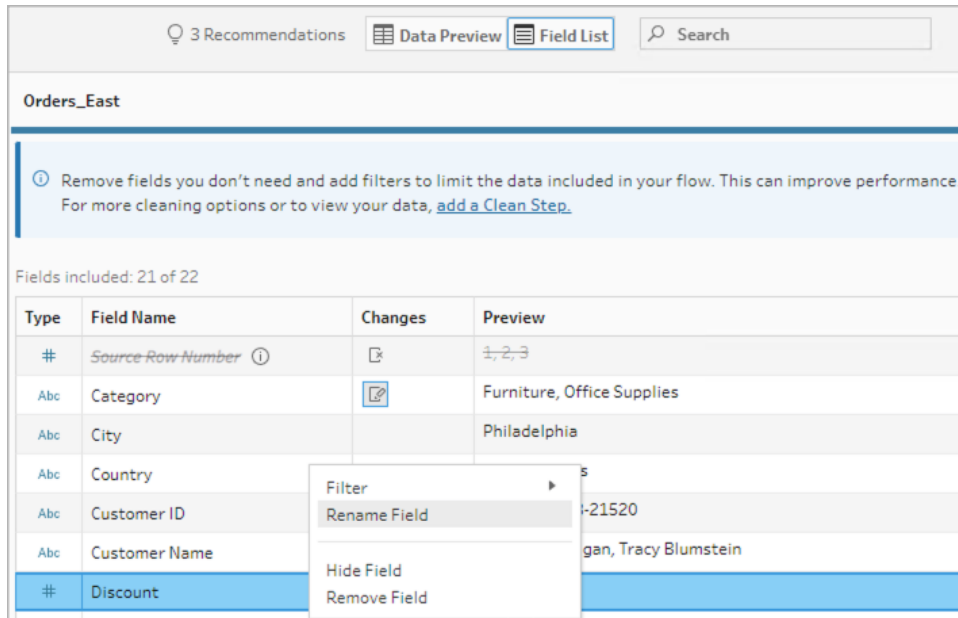 3 Recommendations Data Preview Field List Search
Orders_East
Remove fields you don't need and add filters to limit the data included in your flow. This can improve performance
For more cleaning options or to view your data, add a Clean Step.
Fields included: 21 of 22
Type Field Name Changes Preview
# Source Row Number 1, 2, 3
Abc Category Furniture, Office Supplies
Abc City Philadelphia
Abc Country s
Filter
Abc Customer ID -21520
Rename Field
Abc Customer Name gan, Tracy Blumstein
Hide Field
# Discount
Remove Field